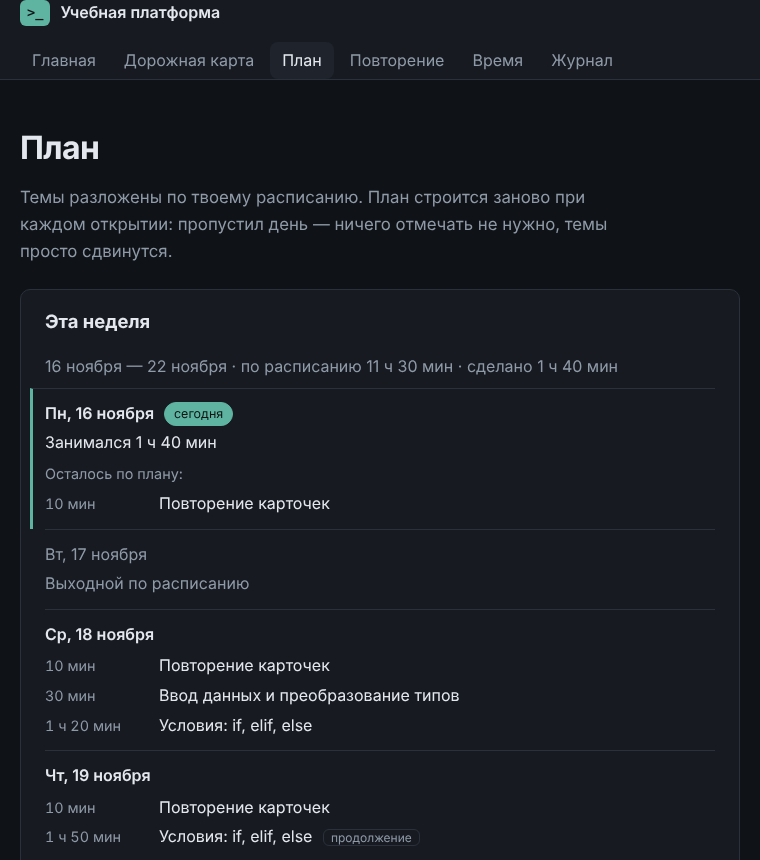 >_ Учебная платформа
Главная Дорожная карта План Повторение Время Журнал
План
Темы разложены по твоему расписанию. План строится заново при
каждом открытии: пропустил день — ничего отмечать не нужно, темы
просто сдвинутся.
Эта неделя
16 ноября — 22 ноября · по расписанию 11 ч 30 мин · сделано 1 ч 40 мин
Пн, 16 ноября сегодня
Занимался 1 ч 40 мин
Осталось по плану:
10 мин Повторение карточек
Вт, 17 ноября
Выходной по расписанию
Ср, 18 ноября
10 мин Повторение карточек
30 мин Ввод данных и преобразование типов
1 ч 20 мин Условия: if, elif, else
Чт, 19 ноября
10 мин Повторение карточек
1 ч 50 мин Условия: if, elif, else продолжение